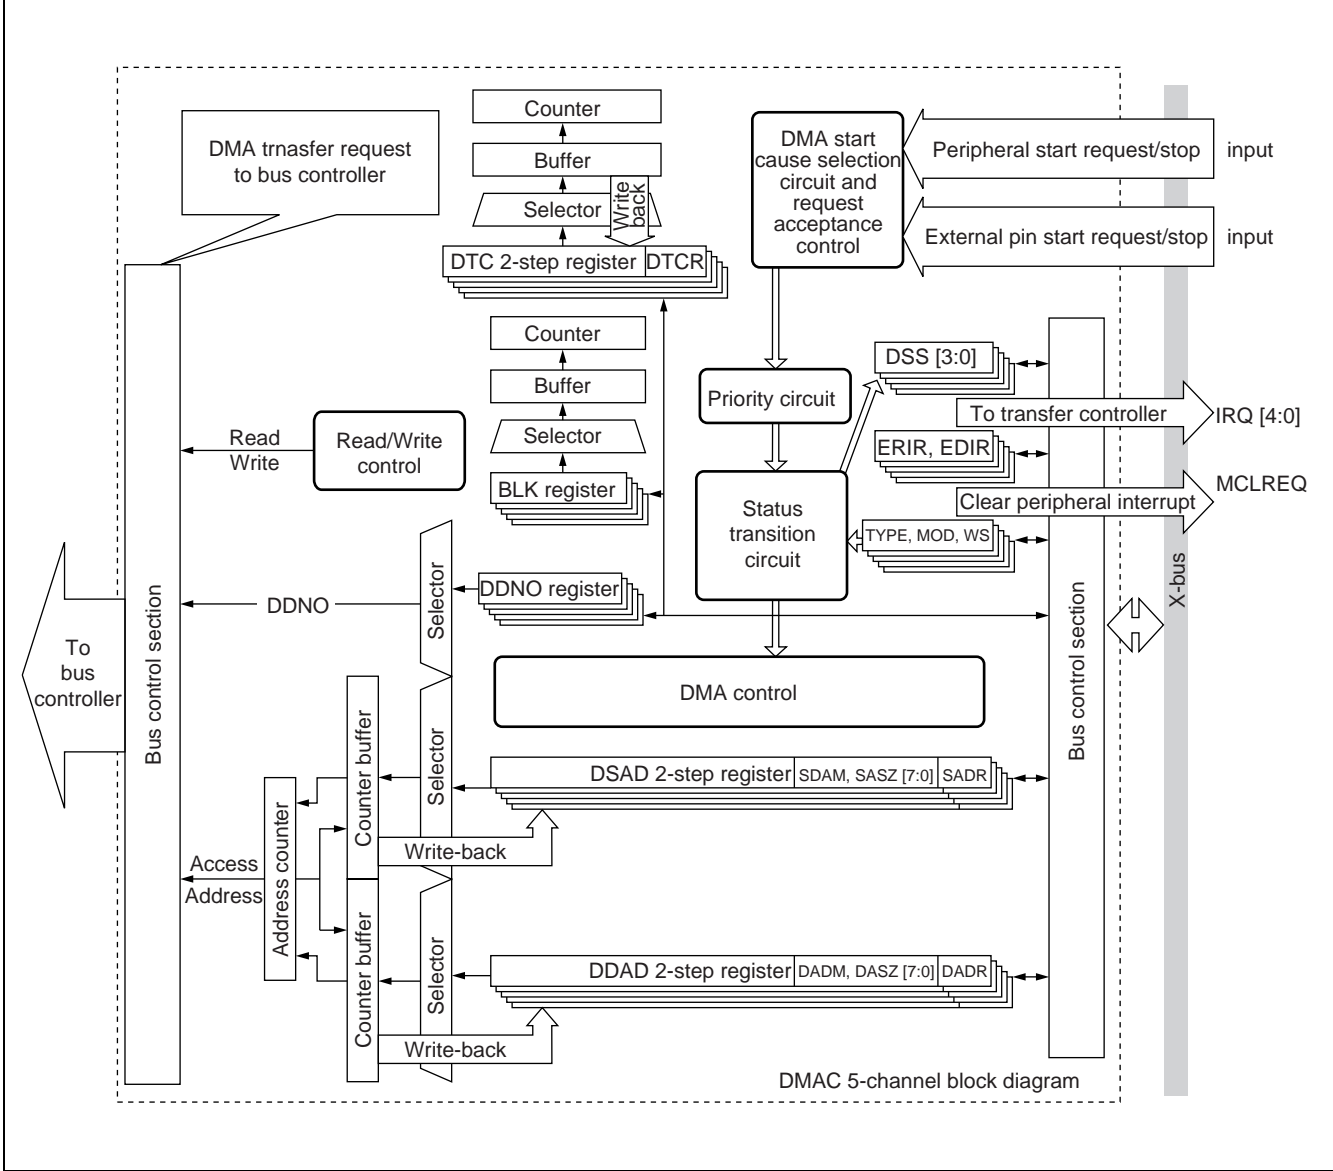 Counter
DMA trnasfer request
to bus controller
Buffer
Selector
Write
back
DTC 2-step register
DTCR
DMA start
cause selection
circuit and
request
acceptance
control
Peripheral start request/stop
input
External pin start request/stop
input
Counter
Buffer
Selector
BLK register
Priority circuit
DSS [3:0]
To transfer controller
IRQ [4:0]
ERIR, EDIR
Clear peripheral interrupt
MCLREQ
Read
Write
Read/Write
control
Status
transition
circuit
TYPE, MOD, WS
X-bus
DDNO
Selector
DDNO register
To
bus
controller
Bus control section
DMA control
Bus control section
Counter buffer
Selector
DSAD 2-step register
SDAM, SASZ [7:0]
SADR
Write-back
Access
Address
Address counter
Counter buffer
Selector
DDAD 2-step register
DADM, DASZ [7:0]
DADR
Write-back
DMAC 5-channel block diagram